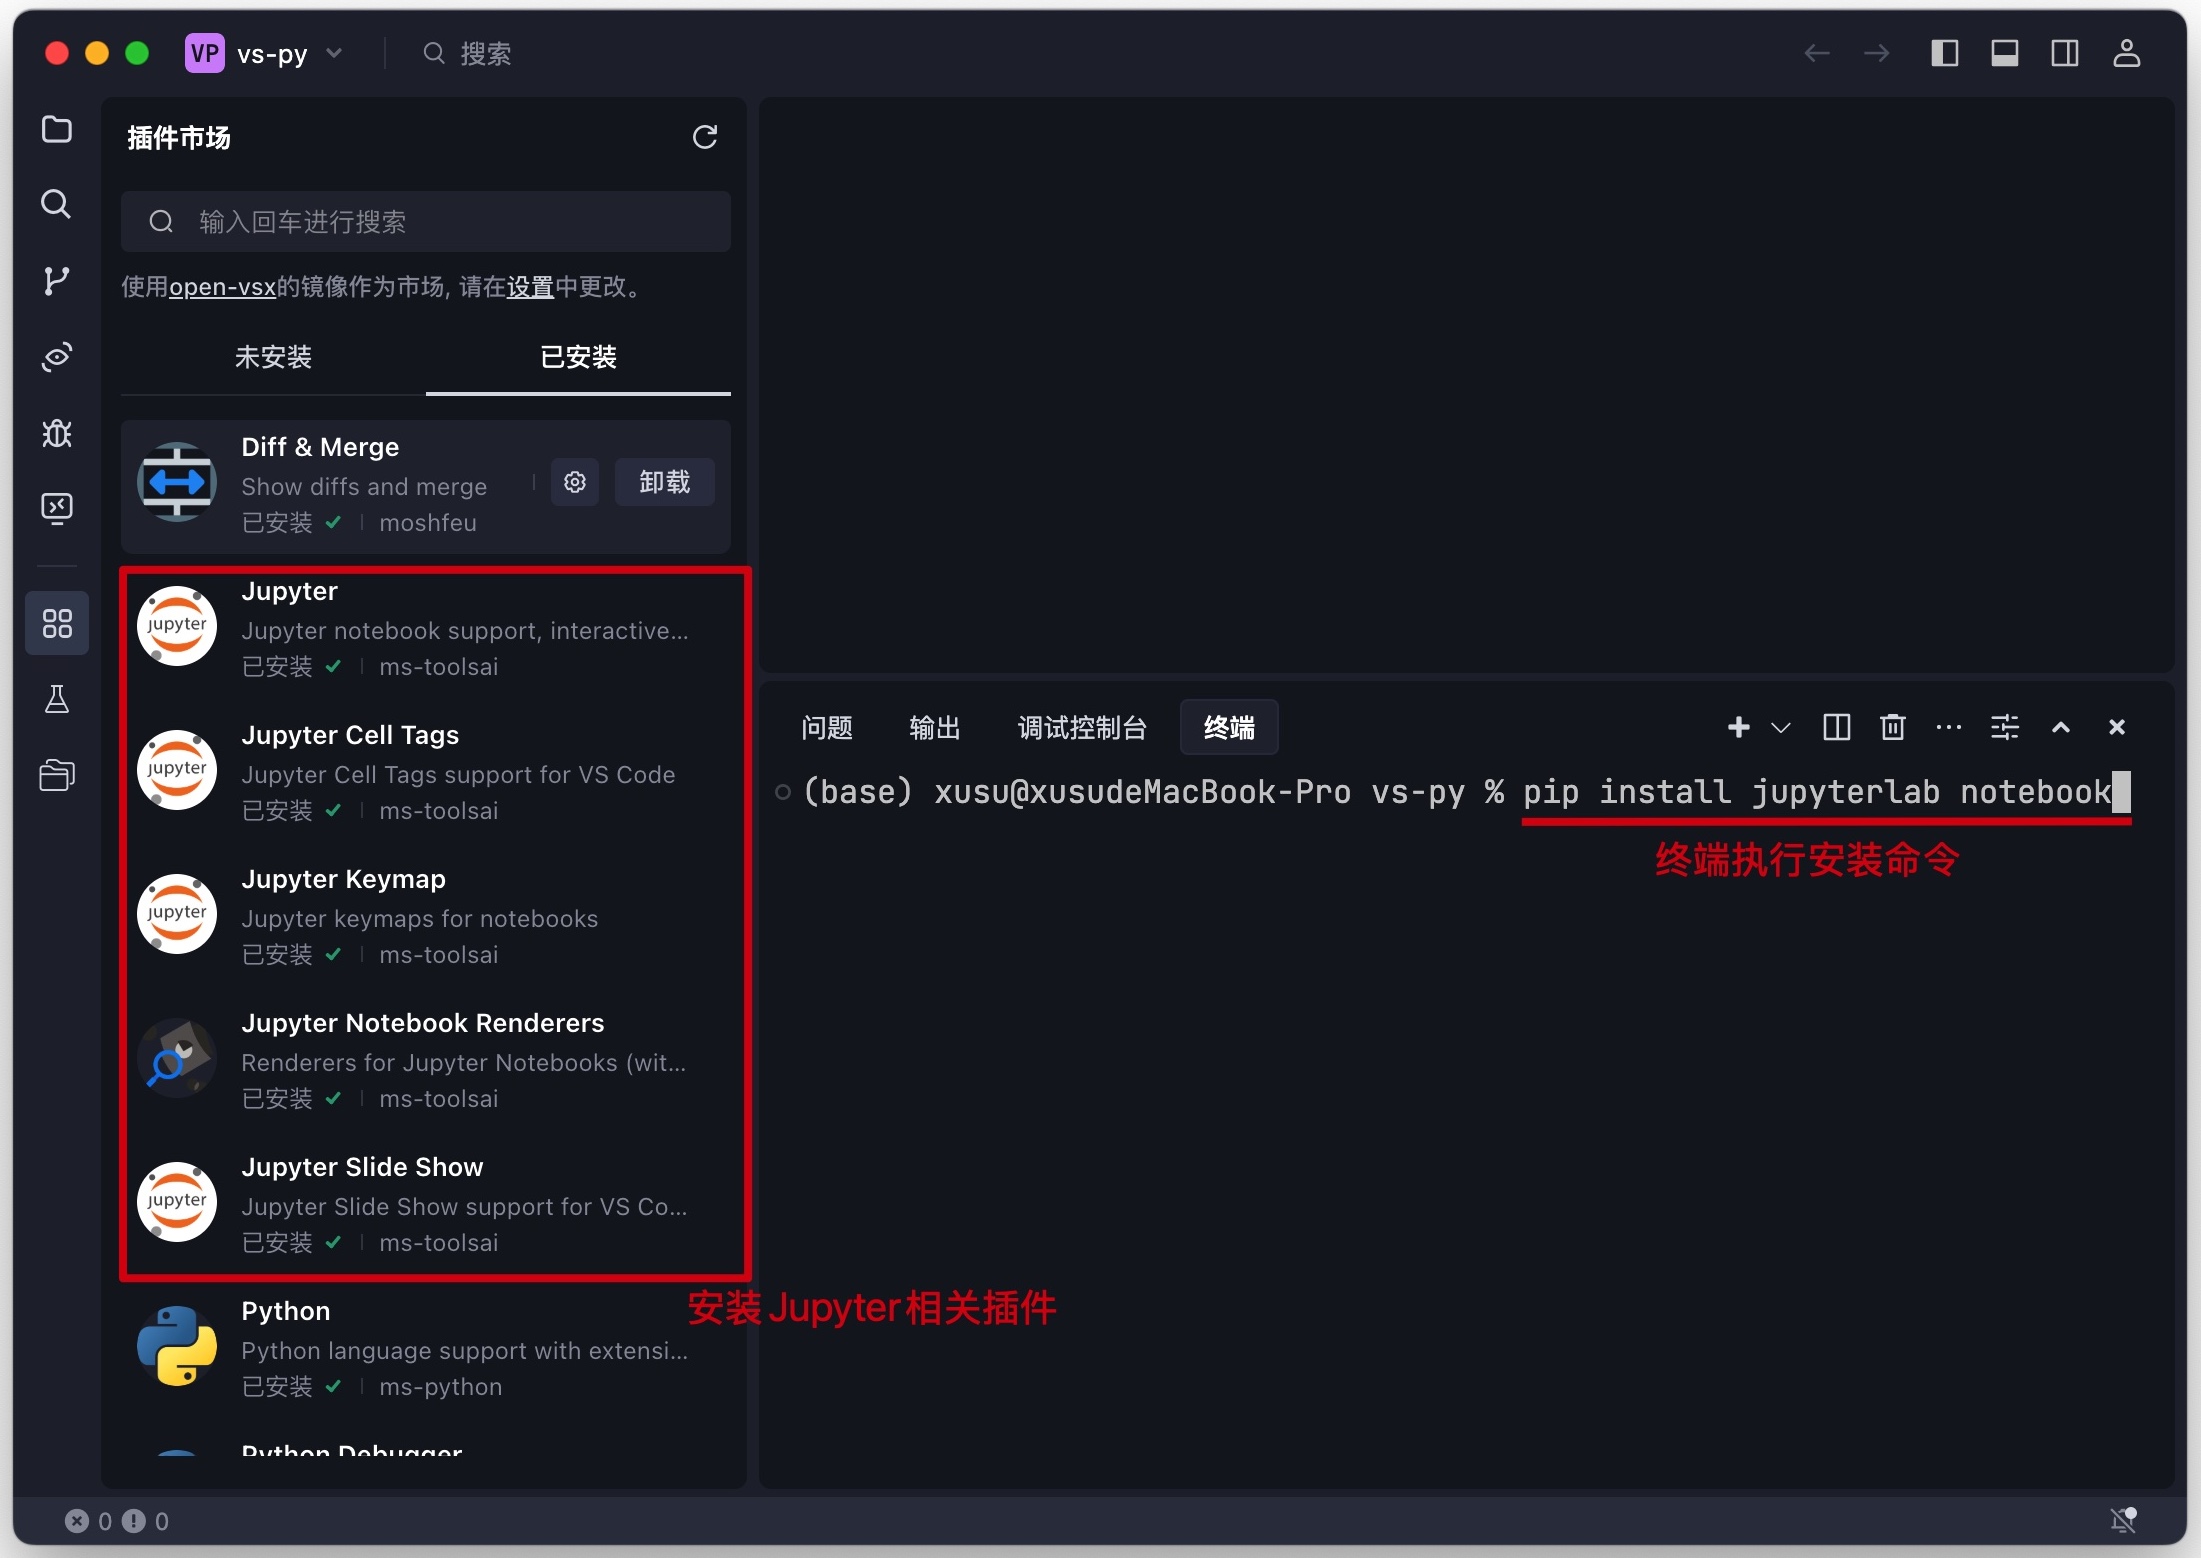 VP vs-py 搜索
插件市场
输入回车进行搜索
使用open-vsx的镜像作为市场, 请在设置中更改。
未安装 已安装
Diff & Merge
Show diffs and merge
已安装 moshfeu
卸载
Jupyter
Jupyter notebook support, interactive...
已安装 ms-toolsai
Jupyter Cell Tags
Jupyter Cell Tags support for VS Code
已安装 ms-toolsai
Jupyter Keymap
Jupyter keymaps for notebooks
已安装 ms-toolsai
Jupyter Notebook Renderers
Renderers for Jupyter Notebooks (wit...
已安装 ms-toolsai
Jupyter Slide Show
Jupyter Slide Show support for VS Co...
已安装 ms-toolsai
安装Jupyter相关插件
Python
Python language support with extensi...
已安装 ms-python
Python Debugger
jupyter
jupyter
jupyter
jupyter
问题 输出 调试控制台 终端
(base) xusu@xusudeMacBook-Pro vs-py % pip install jupyterlab notebook
终端执行安装命令
0 0